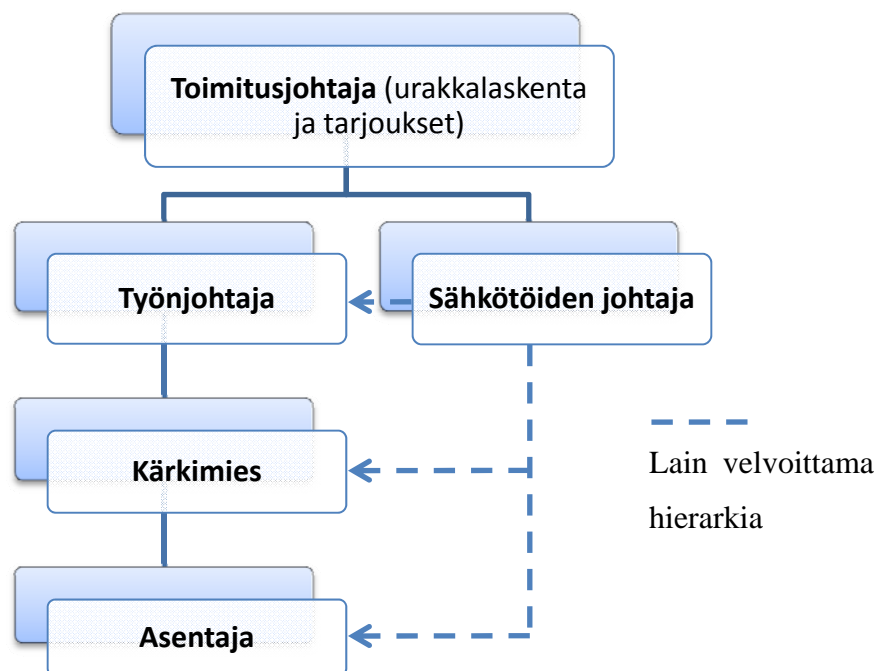 Toimitusjohtaja (urakkalaskenta
ja tarjoukset)
Työnjohtaja
Sähkötöiden johtaja
Kärkimies
Lain velvoittama
hierarkia
Asentaja